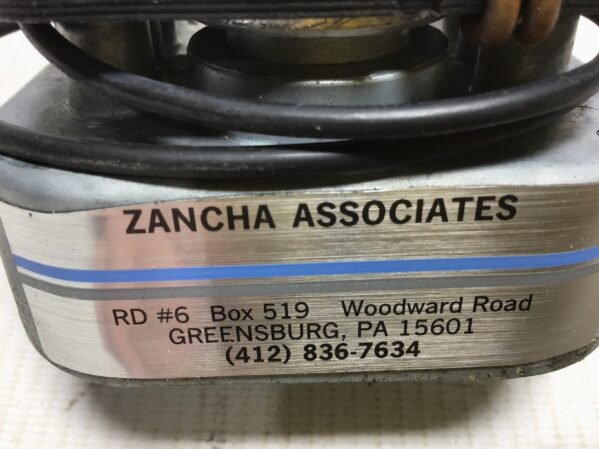 ZANCHA ASSOCIATES
RD #6 Box 519 Woodward Road
GREENSBURG, PA 15601
(412) 836-7634